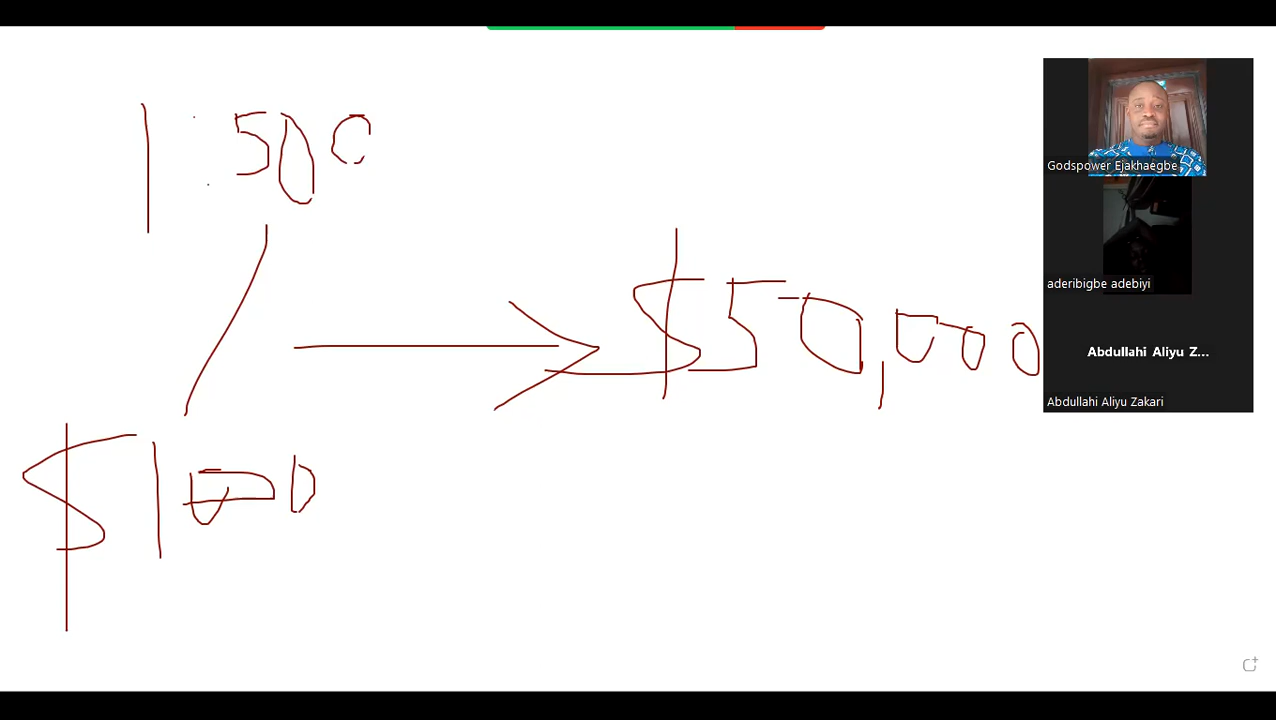 1 : 500
$50,000
$100
Godspower Ejakhaegbe
aderibigbe adebiyi
Abdullahi Aliyu Z...
Abdullahi Aliyu Zakari